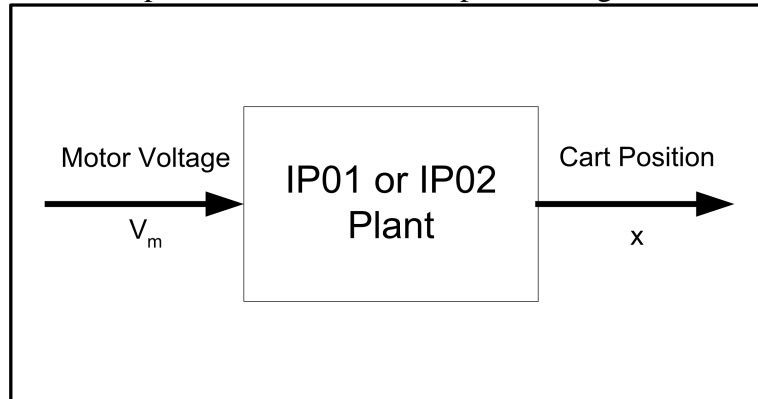 Motor Voltage
V_m
IP01 or IP02
Plant
Cart Position
x